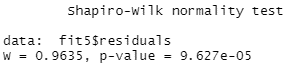 Shapiro-Wilk normality test
data:  fit5$residuals
W = 0.9635, p-value = 9.627e-05